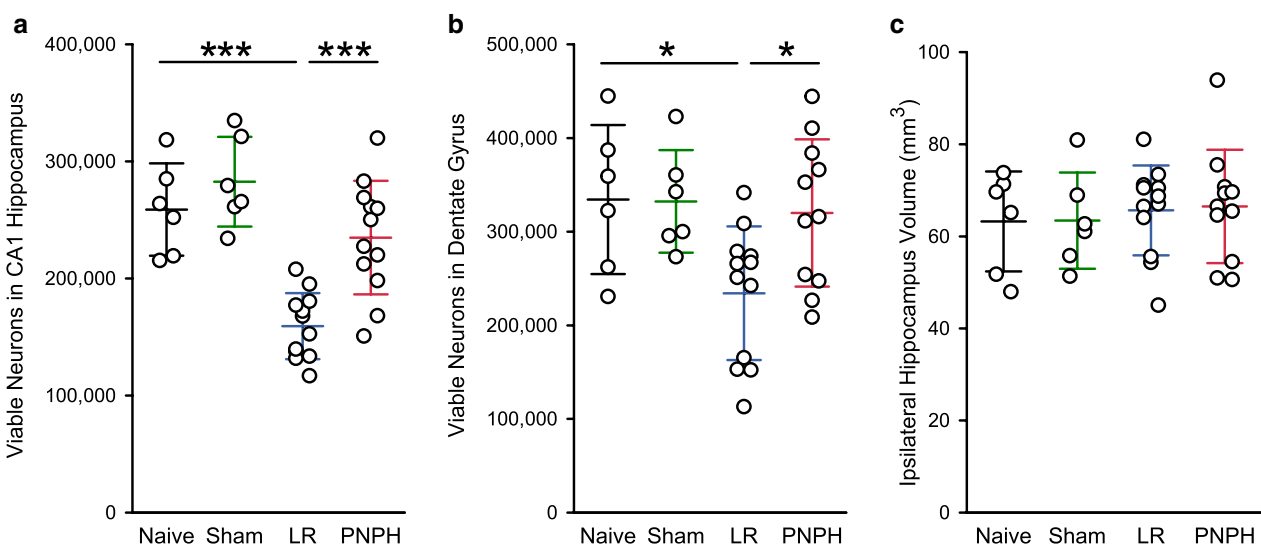 a
Viable Neurons in CA1 Hippocampus
400,000
300,000
200,000
100,000
0
*** ***
Naive Sham LR PNPH
b
Viable Neurons in Dentate Gyrus
500,000
400,000
300,000
200,000
100,000
0
* *
Naive Sham LR PNPH
c
Ipsilateral Hippocampus Volume (mm³)
100
80
60
40
20
0
Naive Sham LR PNPH